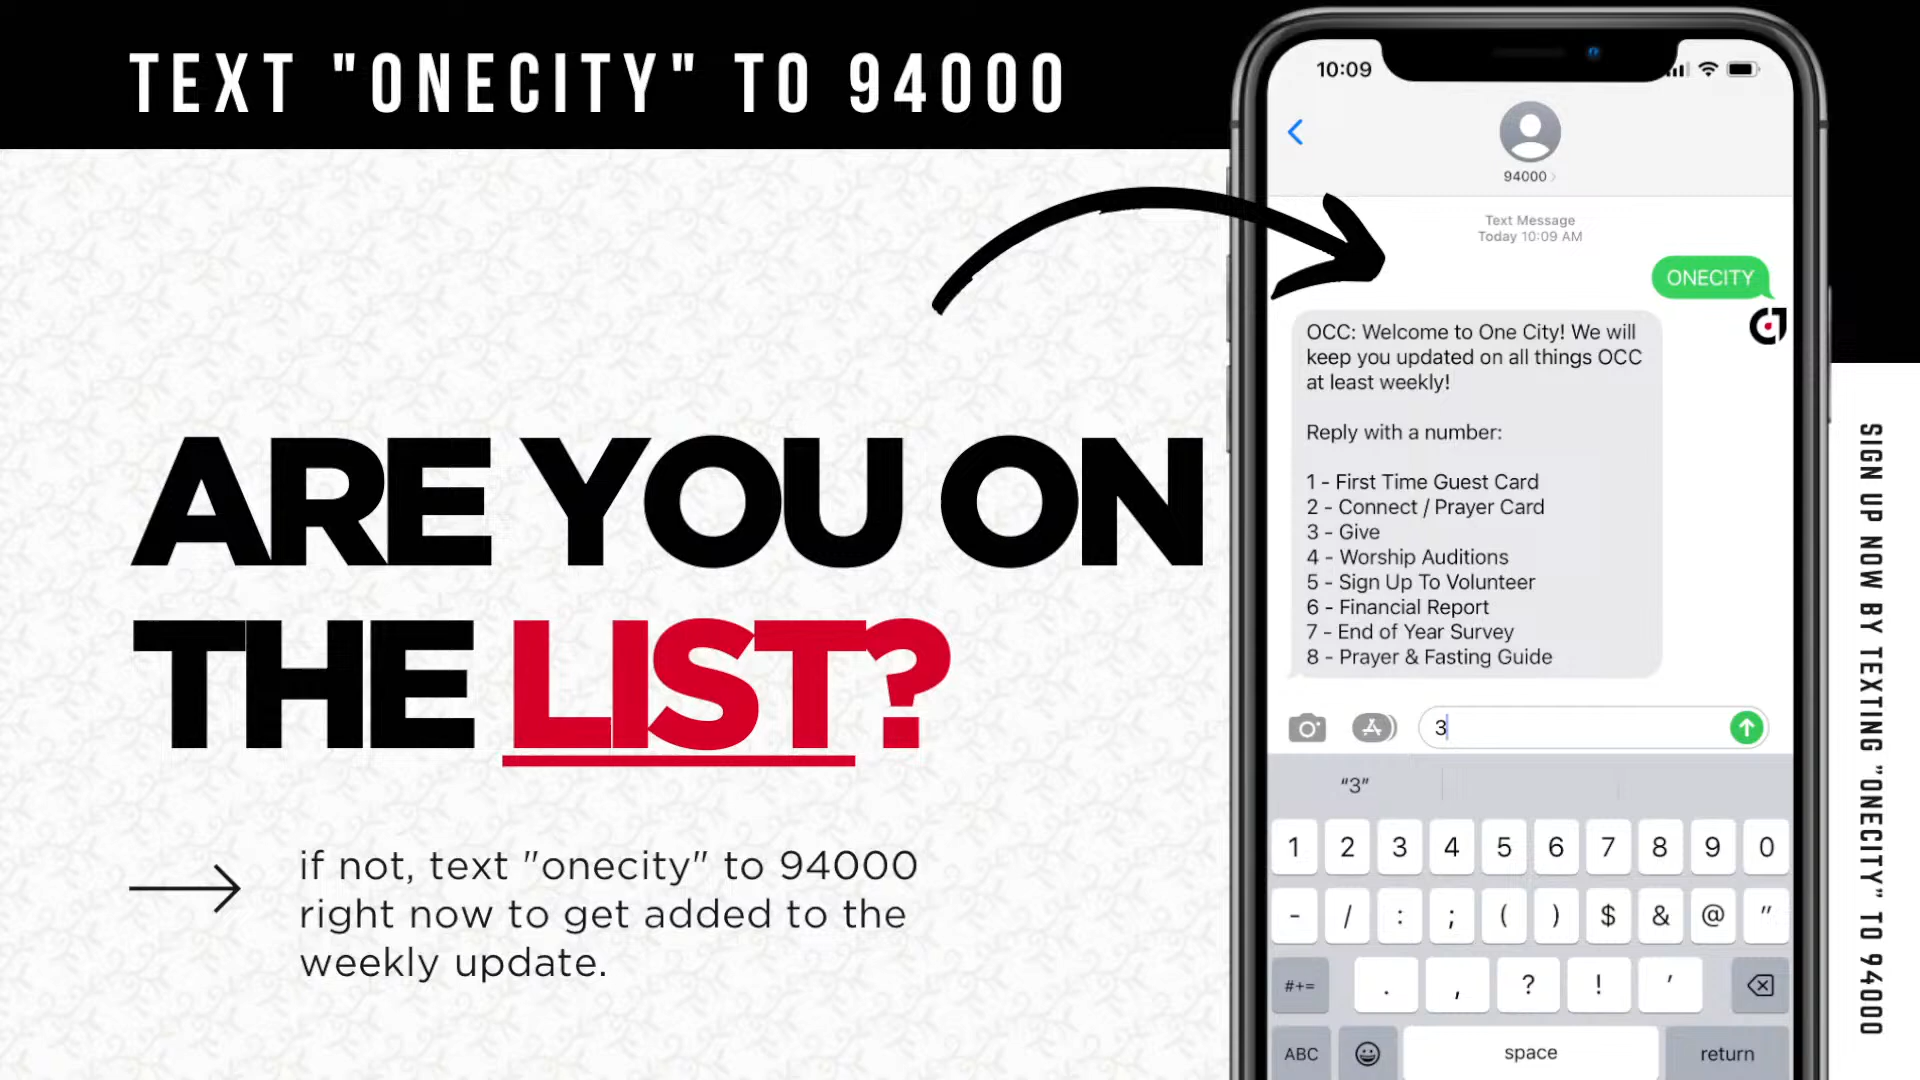 TEXT "ONECITY" TO 94000
ARE YOU ON
THE LIST?
if not, text "onecity" to 94000
right now to get added to the
weekly update.
10:09
94000
Text Message
Today 10:09 AM
ONECITY
OCC: Welcome to One City! We will
keep you updated on all things OCC
at least weekly!
Reply with a number:
1 - First Time Guest Card
2 - Connect / Prayer Card
3 - Give
4 - Worship Auditions
5 - Sign Up To Volunteer
6 - Financial Report
7 - End of Year Survey
8 - Prayer & Fasting Guide
3
"3"
1 2 3 4 5 6 7 8 9 0
- / : ; ( ) $ & @ "
#+= . , ? ! '
ABC space return
SIGN UP NOW BY TEXTING "ONECITY" TO 94000